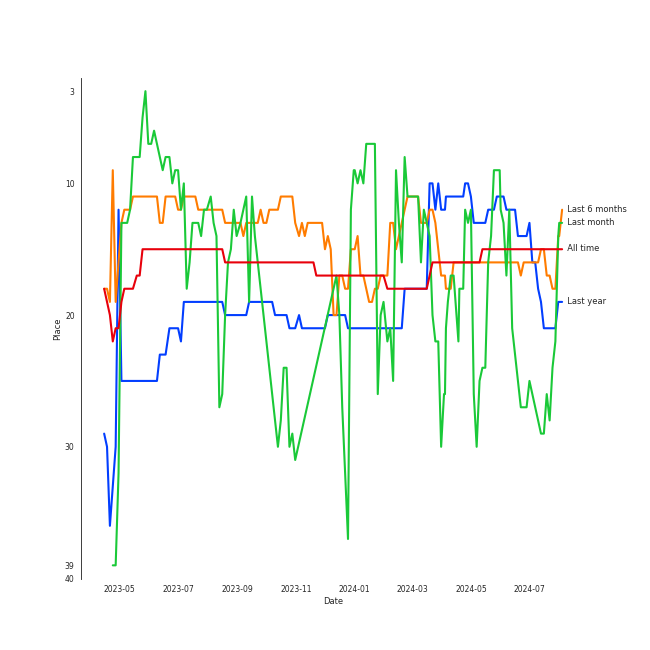 3
10
20
30
39
40
Place
2023-05
2023-07
2023-09
2023-11
2024-01
2024-03
2024-05
2024-07
Date
Last 6 months
Last month
All time
Last year